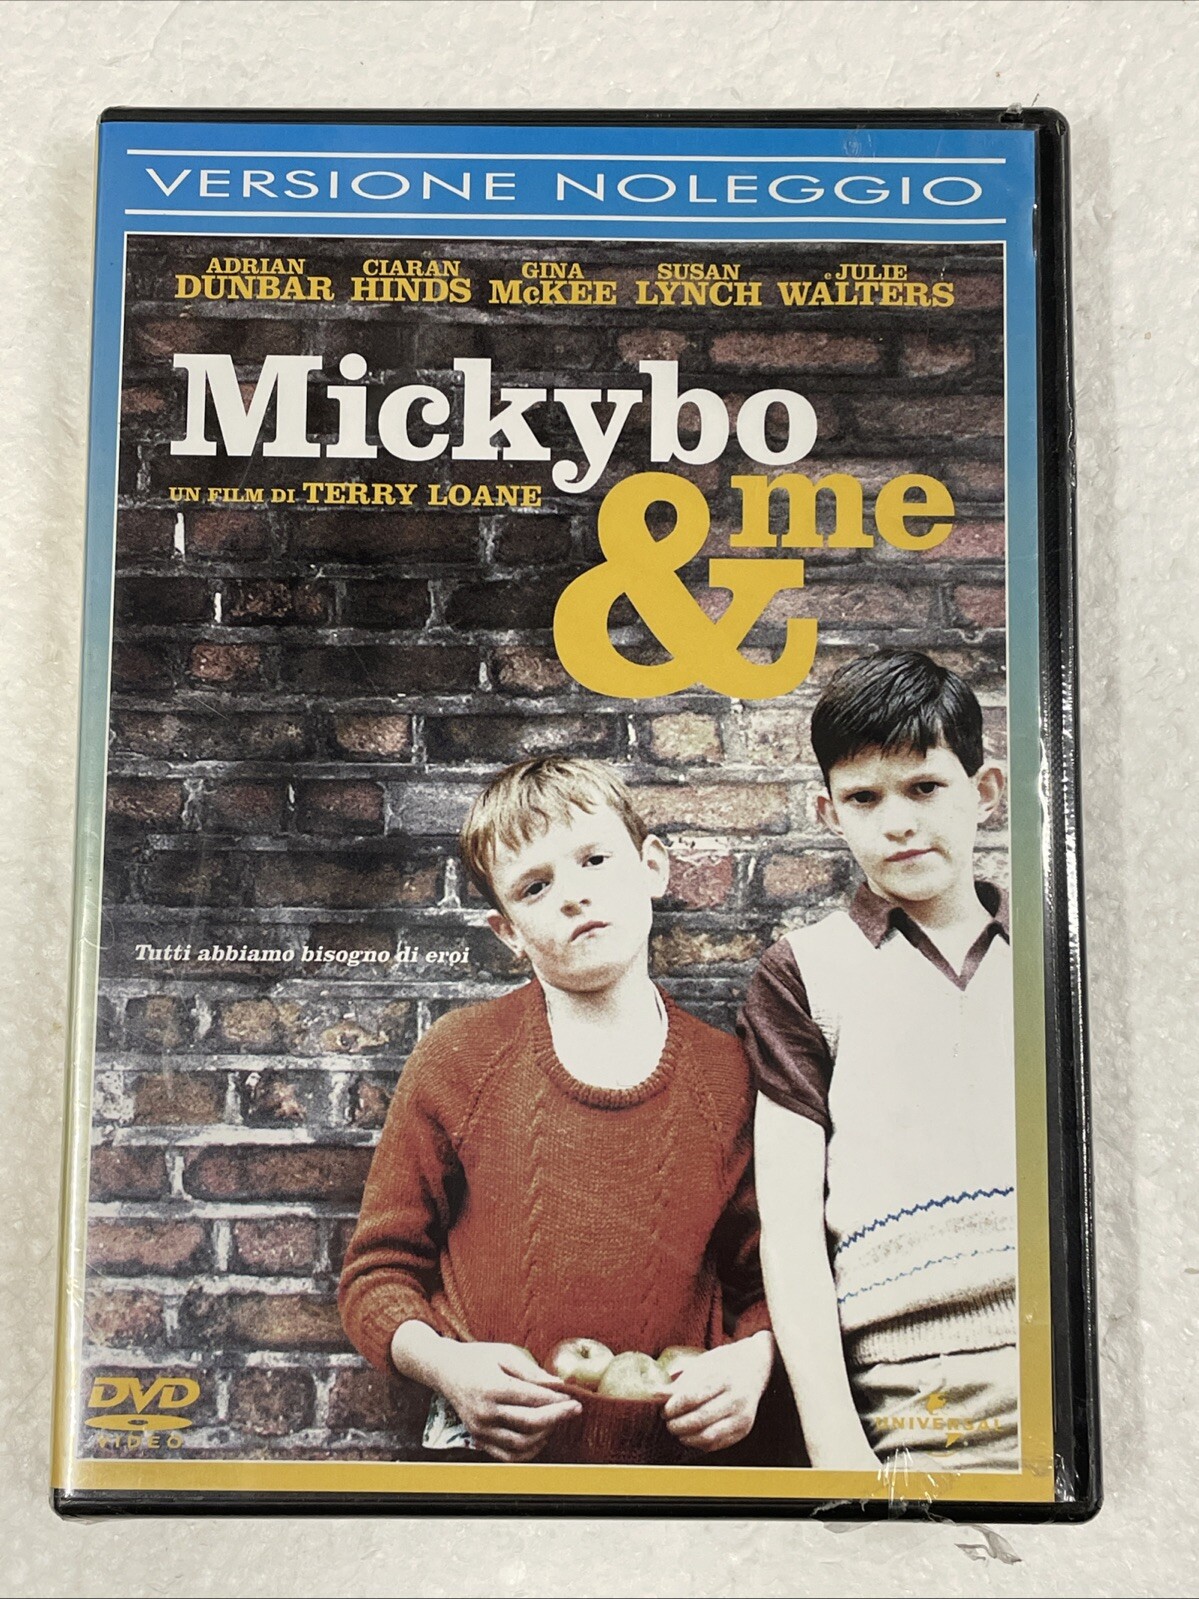 VERSIONE NOLEGGIO
ADRIAN DUNBAR CIARAN HINDS GINA McKEE SUSAN LYNCH e JULIE WALTERS
Mickybo
& me
UN FILM DI TERRY LOANE
Tutti abbiamo bisogno di eroi
DVD
VIDEO
UNIVERSAL